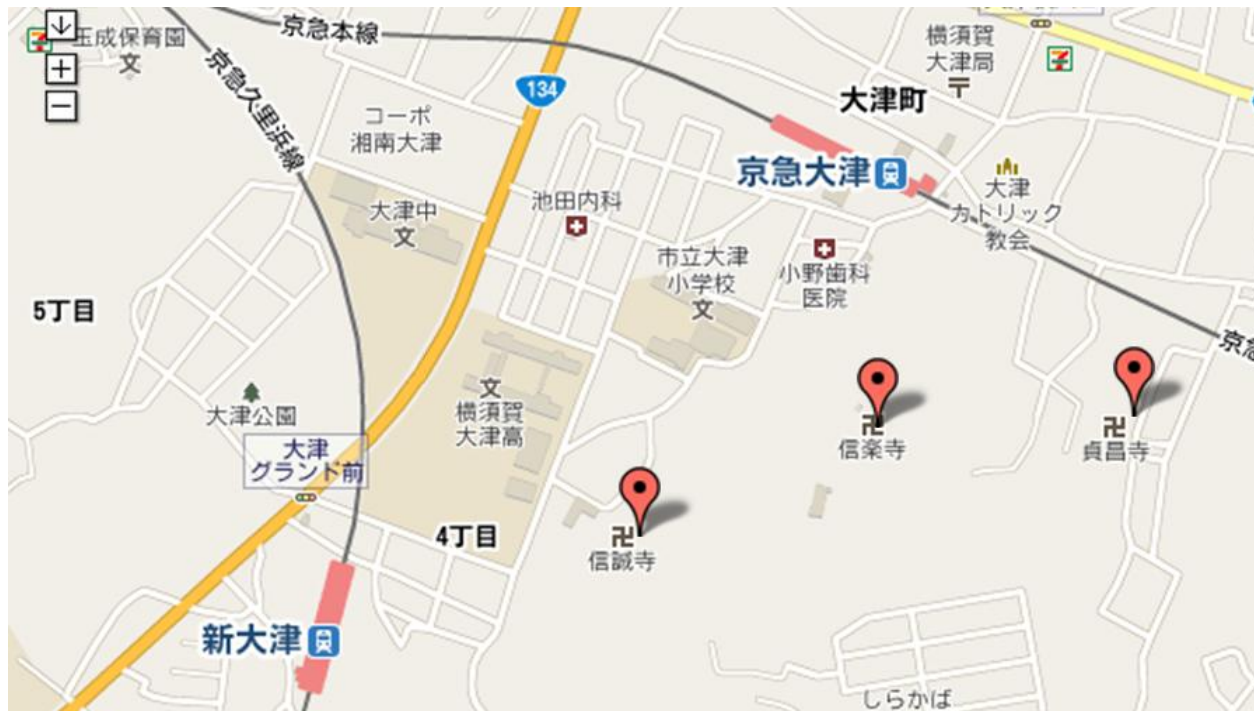 玉成保育園
文
京急本線
京急久里浜線
134
横須賀
大津局
大津町
コーポ
湘南大津
京急大津
大津
カトリック
教会
大津中
文
池田内科
市立大津
小学校
文
小野歯科
医院
5丁目
大津公園
文
横須賀
大津高
大津
グランド前
卍
信楽寺
卍
貞昌寺
4丁目
卍
信誠寺
新大津
しらかば